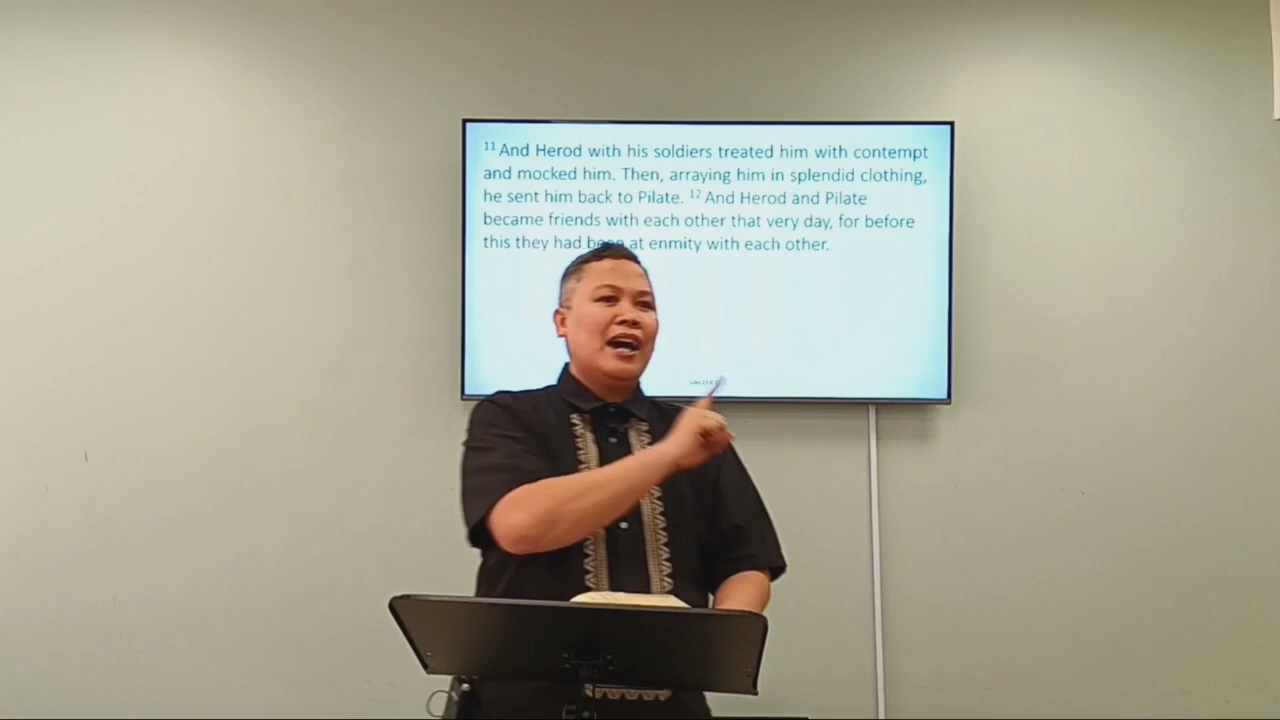 11 And Herod with his soldiers treated him with contempt
and mocked him. Then, arraying him in splendid clothing,
he sent him back to Pilate. 12 And Herod and Pilate
became friends with each other that very day, for before
this they had been at enmity with each other.